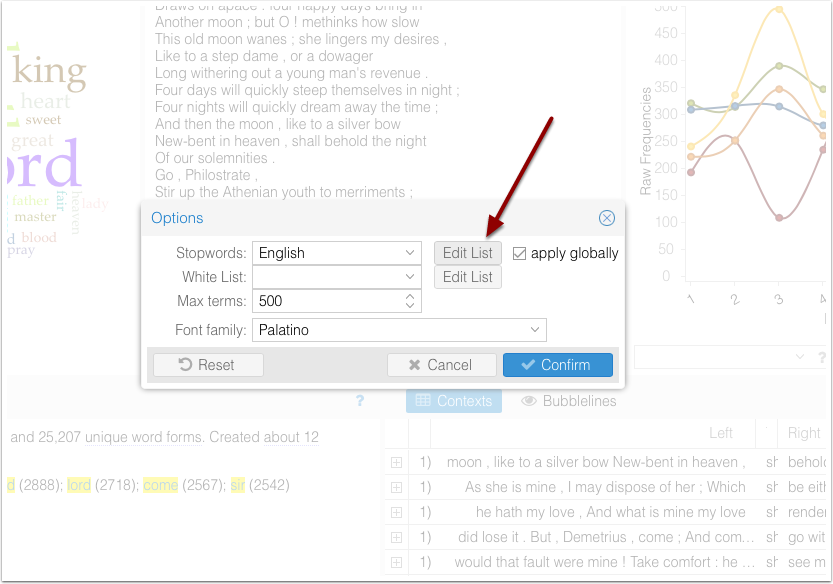 Draws on apace . four happy days bring in
Another moon ; but O ! methinks how slow
This old moon wanes ; she lingers my desires ,
Like to a step dame , or a dowager
Long withering out a young man's revenue .
Four days will quickly steep themselves in night ;
Four nights will quickly dream away the time ;
And then the moon , like to a silver bow
New-bent in heaven , shall behold the night
Of our solemnities .
Go , Philostrate ,
Stir up the Athenian youth to merriments ;
king
heart
sweet
great
ord
father
fair
heaven
lady
master
d blood
pray
Raw Frequencies
500
450
400
350
300
250
200
150
100
50
0
1 2 3 4
Options
Stopwords: English Edit List apply globally
White List: Edit List
Max terms: 500
Font family: Palatino
Reset Cancel Confirm
?
? Contexts Bubblelines
and 25,207 unique word forms. Created about 12
d (2888); lord (2718); come (2567); sir (2542)
Left Right
1) moon , like to a silver bow New-bent in heaven , sh behol
1) As she is mine , I may dispose of her ; Which sh be eit
1) he hath my love , And what is mine my love sh render
1) did lose it . But , Demetrius , come ; And com... sh go wit
1) would that fault were mine ! Take comfort : he ... sh see m